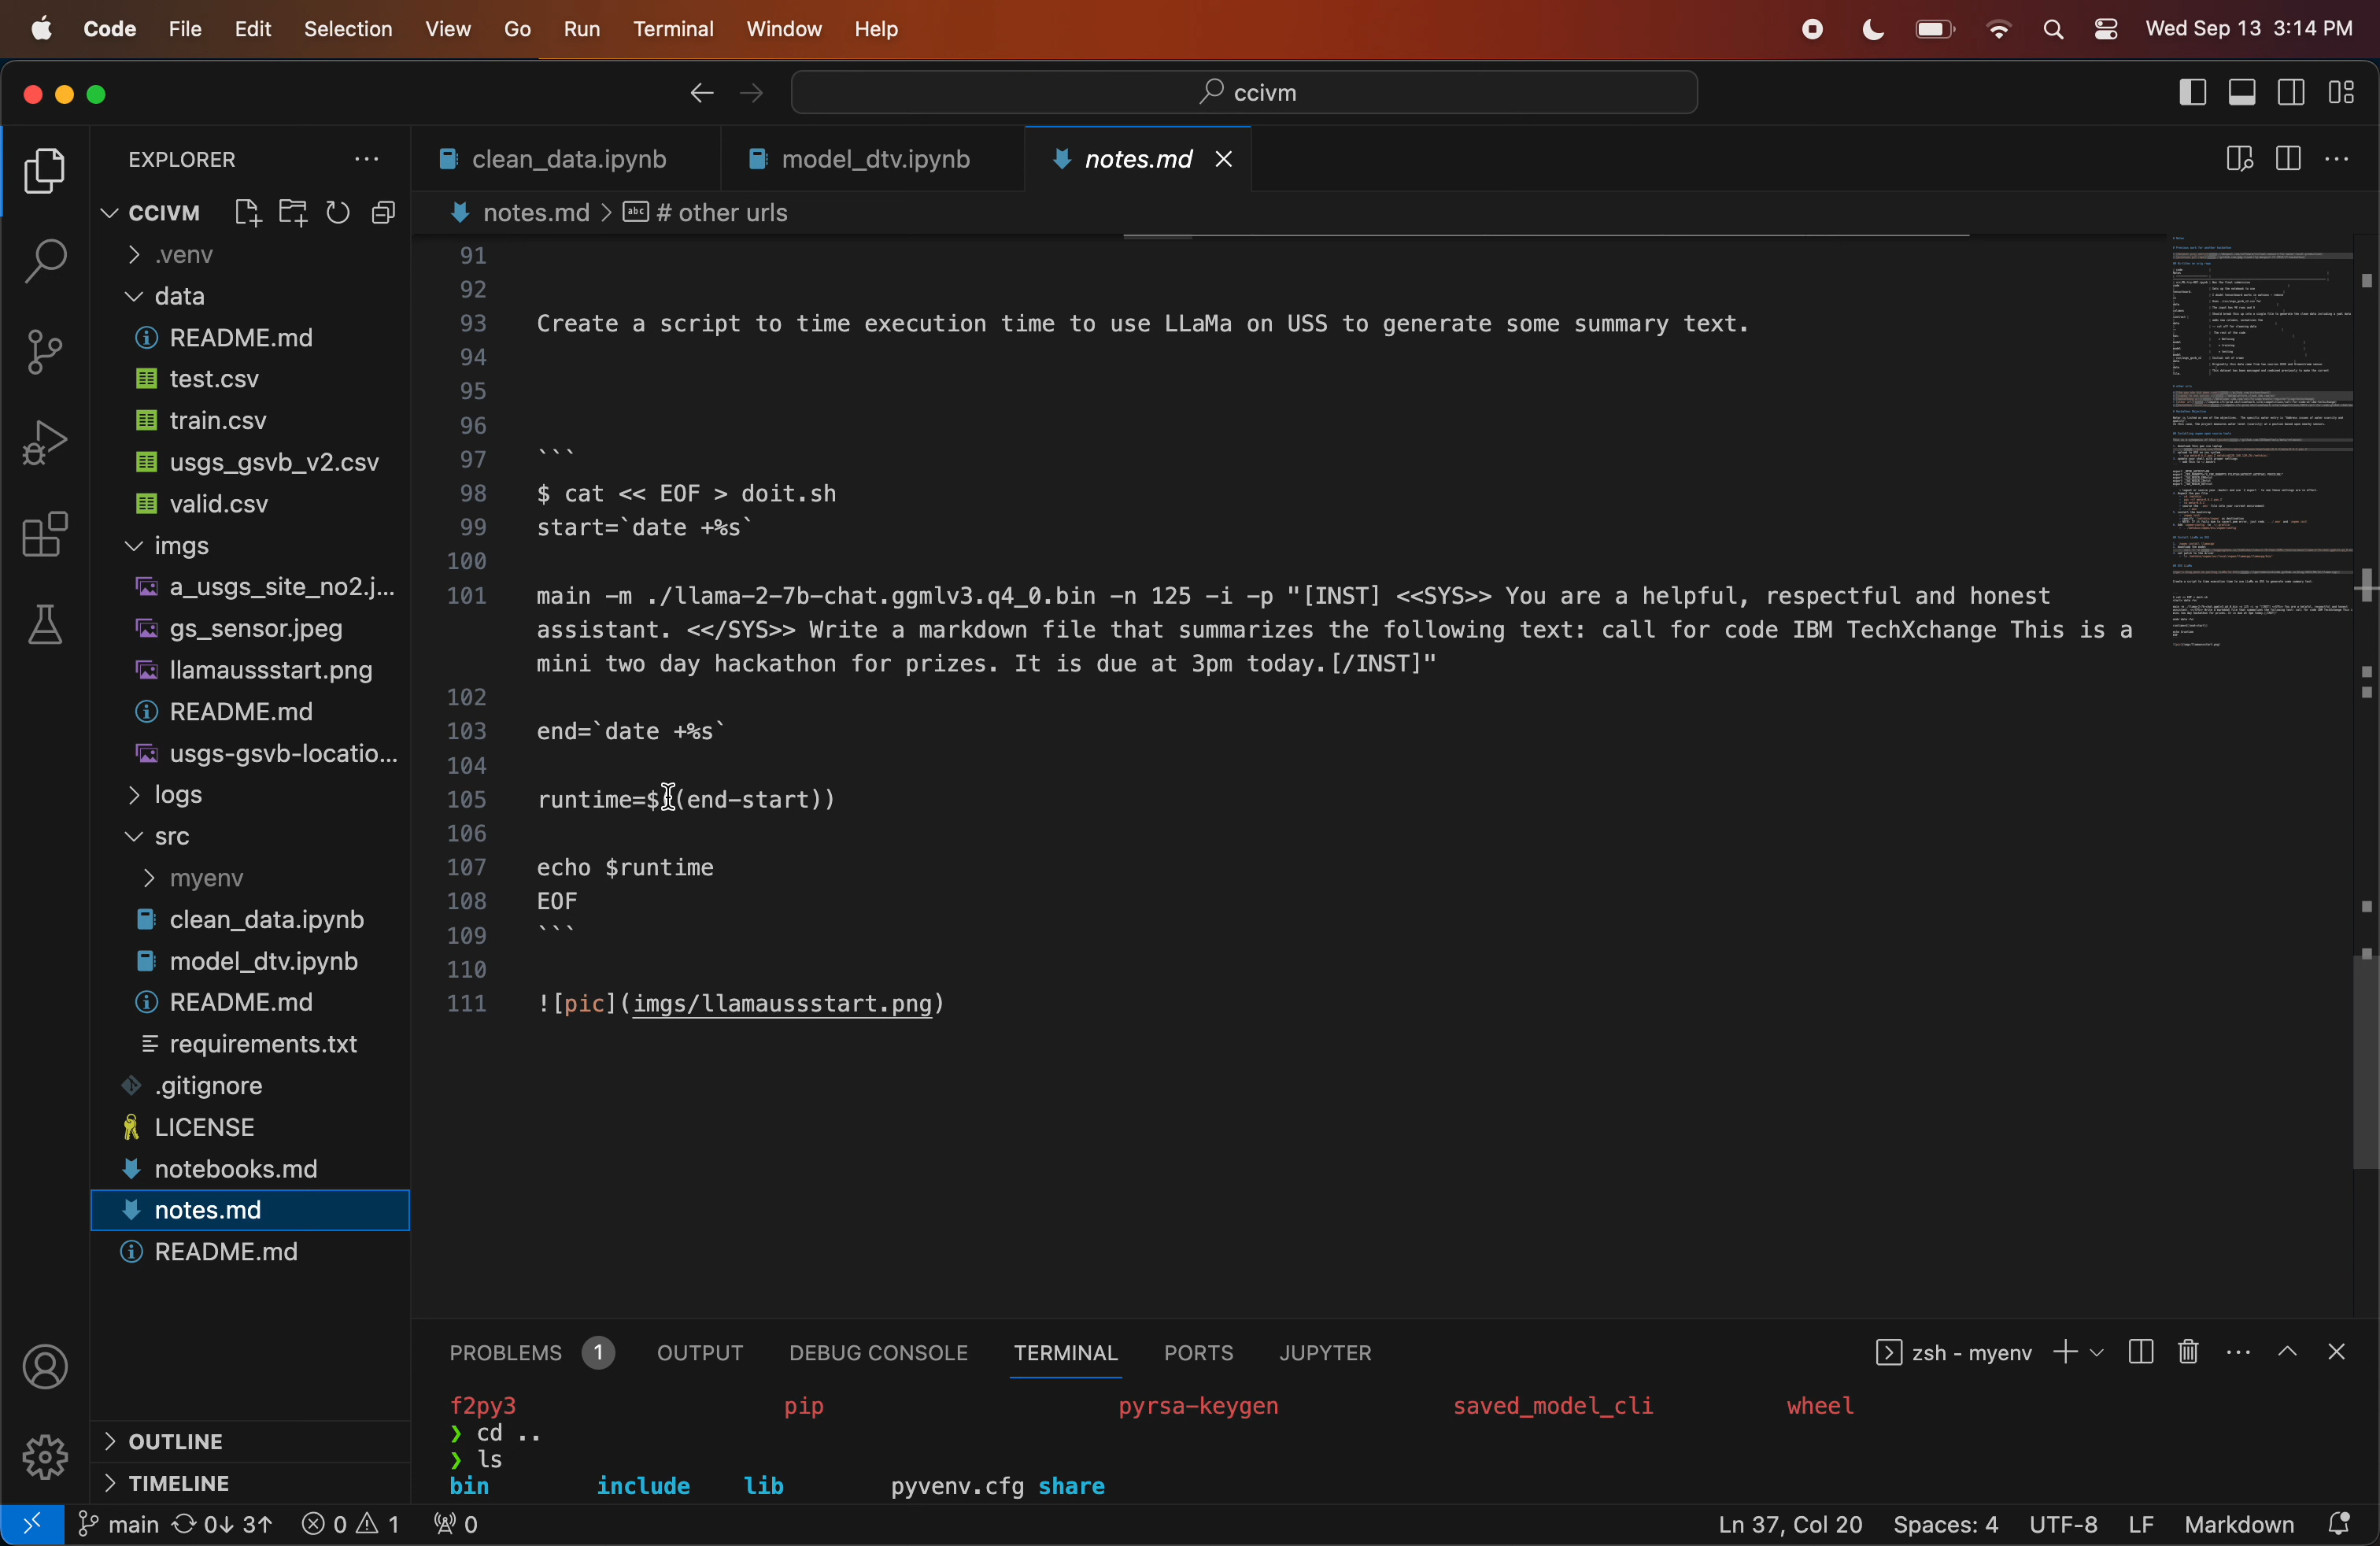 Code File Edit Selection View Go Run Terminal Window Help Wed Sep 13 3:14 PM
ccivm
EXPLORER
clean_data.ipynb model_dtv.ipynb notes.md
CCIVM
notes.md > # other urls
.venv
data
README.md
test.csv
train.csv
usgs_gsvb_v2.csv
valid.csv
imgs
a_usgs_site_no2.j...
gs_sensor.jpeg
llamaussstart.png
README.md
usgs-gsvb-locatio...
logs
src
myenv
clean_data.ipynb
model_dtv.ipynb
README.md
requirements.txt
.gitignore
LICENSE
notebooks.md
notes.md
README.md
OUTLINE
TIMELINE
91
92
93 Create a script to time execution time to use LLaMa on USS to generate some summary text.
94
95
96
97 ```
98 $ cat << EOF > doit.sh
99 start=`date +%s`
100
101 main -m ./llama-2-7b-chat.ggmlv3.q4_0.bin -n 125 -i -p "[INST] <<SYS>> You are a helpful, respectful and honest
assistant. <</SYS>> Write a markdown file that summarizes the following text: call for code IBM TechXchange This is a
mini two day hackathon for prizes. It is due at 3pm today.[/INST]"
102
103 end=`date +%s`
104
105 runtime=$((end-start))
106
107 echo $runtime
108 EOF
109 ```
110
111 ![pic](imgs/llamaussstart.png)
PROBLEMS 1 OUTPUT DEBUG CONSOLE TERMINAL PORTS JUPYTER zsh - myenv
f2py3 pip pyrsa-keygen saved_model_cli wheel
❯ cd ..
❯ ls
bin include lib pyvenv.cfg share
main 0↓ 3↑ 0 1 0 Ln 37, Col 20 Spaces: 4 UTF-8 LF Markdown